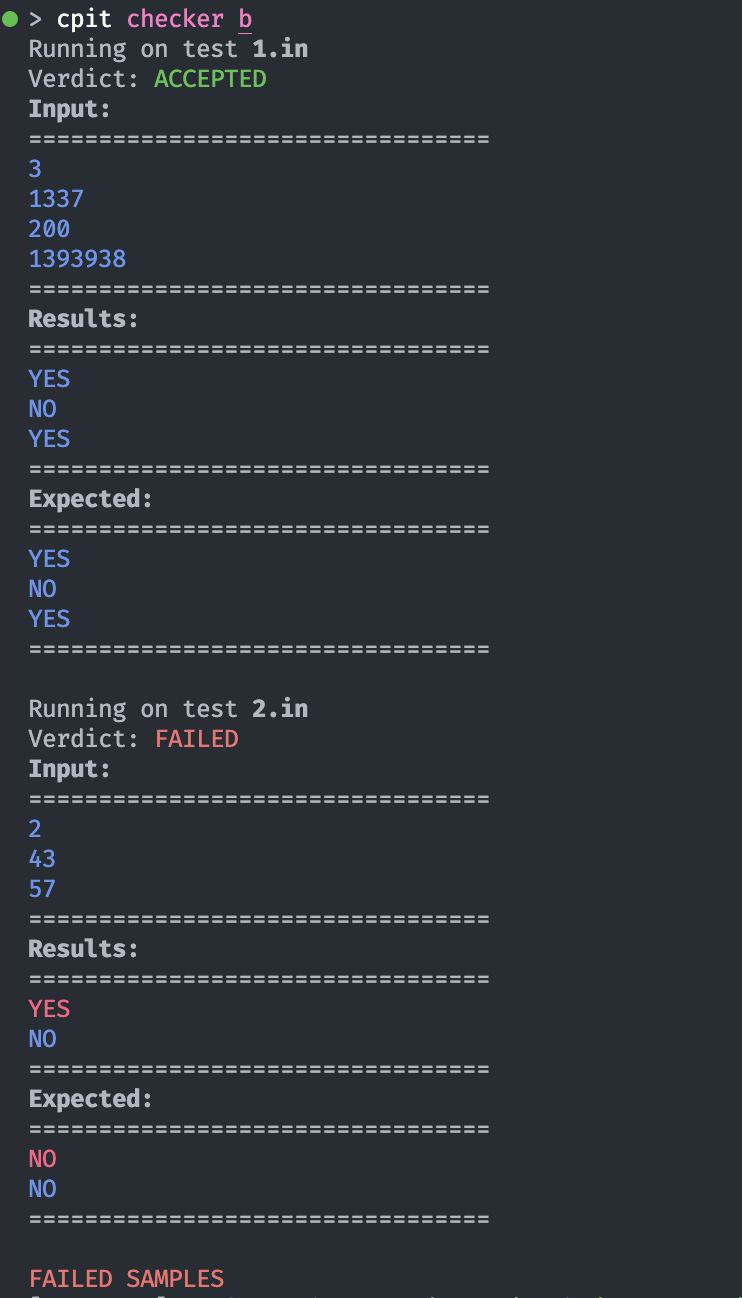 > cpit checker b
Running on test 1.in
Verdict: ACCEPTED
Input:
=================================
3
1337
200
1393938
=================================
Results:
=================================
YES
NO
YES
=================================
Expected:
=================================
YES
NO
YES
=================================
Running on test 2.in
Verdict: FAILED
Input:
=================================
2
43
57
=================================
Results:
=================================
YES
NO
=================================
Expected:
=================================
NO
NO
=================================
FAILED SAMPLES